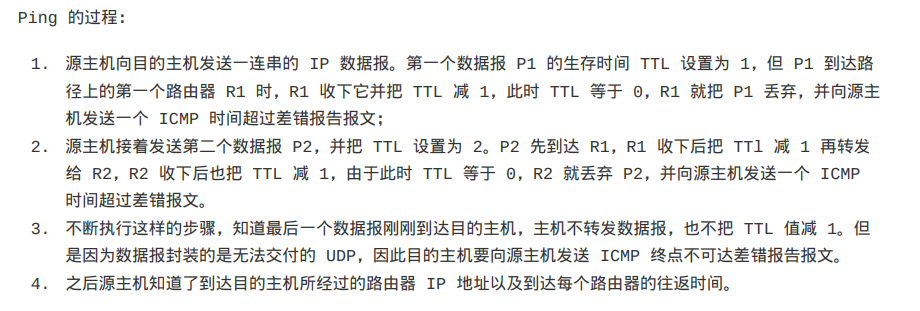 Ping 的过程:
1. 源主机向目的主机发送一连串的 IP 数据报。第一个数据报 P1 的生存时间 TTL 设置为 1，但 P1 到达路
径上的第一个路由器 R1 时，R1 收下它并把 TTL 减 1，此时 TTL 等于 0，R1 就把 P1 丢弃，并向源主
机发送一个 ICMP 时间超过差错报告报文；
2. 源主机接着发送第二个数据报 P2，并把 TTL 设置为 2。P2 先到达 R1，R1 收下后把 TTl 减 1 再转发
给 R2，R2 收下后也把 TTL 减 1，由于此时 TTL 等于 0，R2 就丢弃 P2，并向源主机发送一个 ICMP
时间超过差错报文。
3. 不断执行这样的步骤，知道最后一个数据报刚刚到达目的主机，主机不转发数据报，也不把 TTL 值减 1。但
是因为数据报封装的是无法交付的 UDP，因此目的主机要向源主机发送 ICMP 终点不可达差错报告报文。
4. 之后源主机知道了到达目的主机所经过的路由器 IP 地址以及到达每个路由器的往返时间。